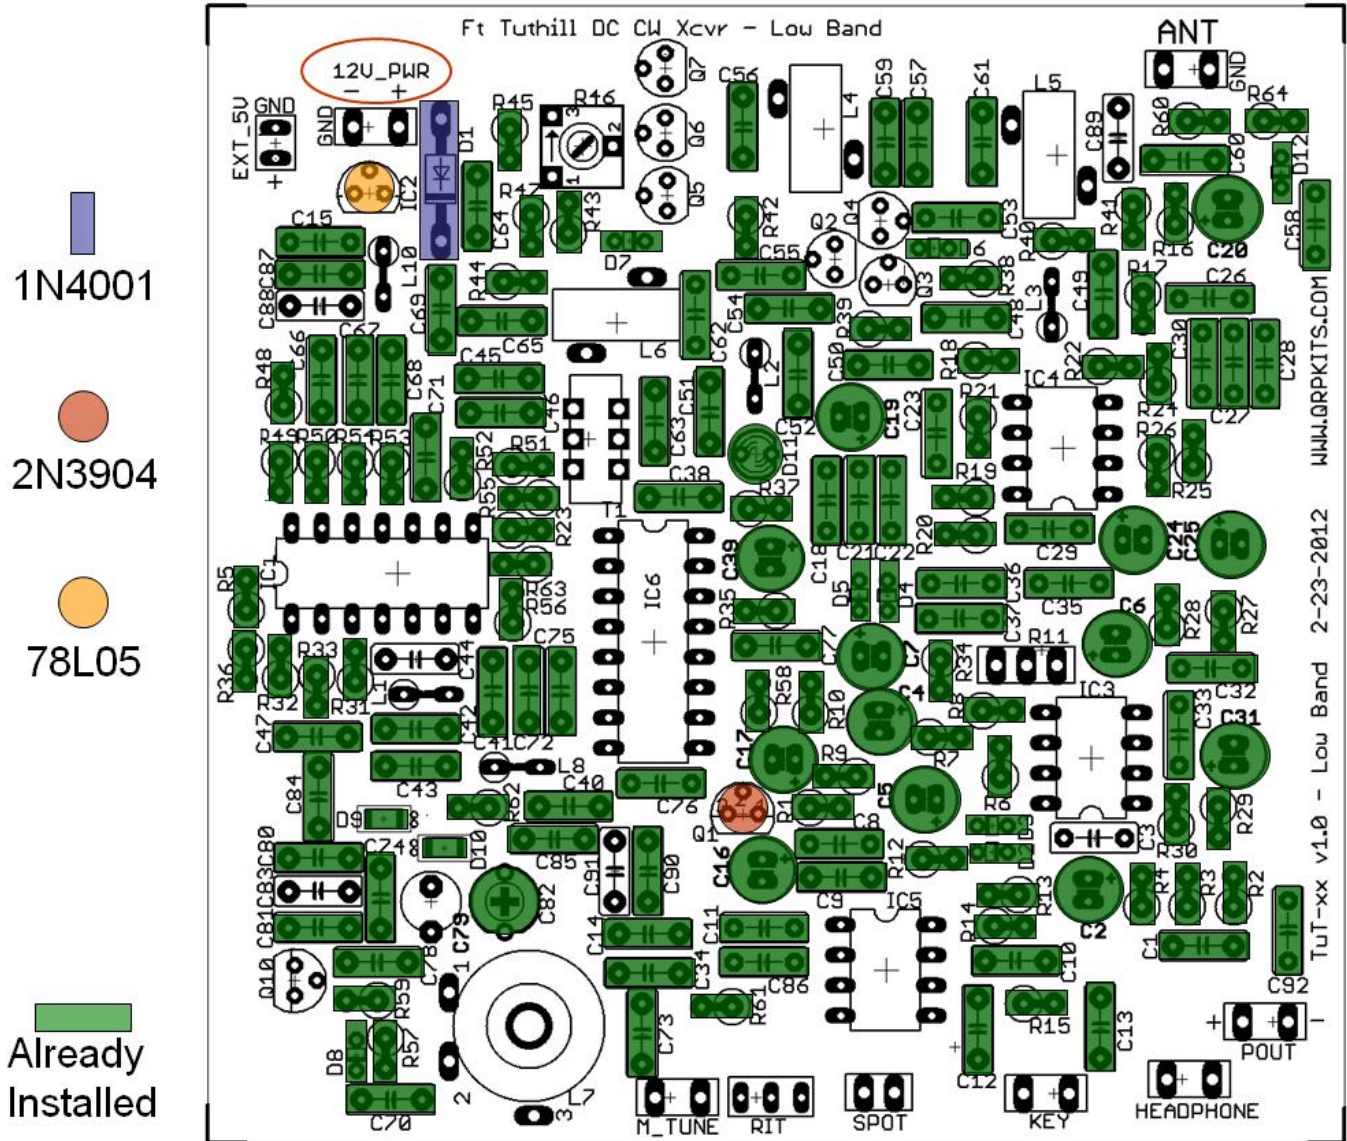 Ft Tuthill DC CW Xcvr - Low Band
ANT
GND
12V_PWR
- +
GND
EXT_5V
GND
+
D1
IC2
R45
R46
3
2
1
Q7
Q6
Q5
C56
L4
C59
C57
C61
L5
C89
R60
R64
C60
D12
C58
C15
C87
C88
L10
C64
R47
R43
D7
R42
C55
Q2
Q4
Q3
C53
R40
R41
R16
C20
R44
C69
C65
L6
C62
C54
R39
R38
C48
L3
C49
R17
C26
C30
C28
C27
R48
C66
C67
C68
C71
C45
C46
C63
C51
L2
C52
C50
C19
R18
R21
C23
R22
IC4
R24
R26
R25
R49
R50
R54
R53
R52
R51
R55
R23
T1
C38
D11
R37
R19
R20
C18
C21
C22
C29
C24
C25
WWW.QRPKITS.COM
1N4001
2N3904
78L05
Already
Installed
IC1
R5
R63
R56
IC6
C39
R35
D5
D4
C36
C37
C35
C6
R28
R27
R36
R32
R33
R31
C44
L1
C42
C75
C41
C72
C77
C7
R34
R11
C32
C47
C43
L8
R58
R10
C4
R8
R7
IC3
C33
C31
C84
D9
D10
R62
C40
C76
C17
R9
Q1
R1
C5
R6
C3
R30
R29
C80
C83
C81
C74
C85
C91
C90
C16
C8
C9
R12
R13
R14
C2
R4
R3
R2
C1
C79
C82
C78
C14
C34
C11
C86
IC5
C10
C92
Q10
R59
D8
R57
C70
1
2
3
L7
C73
R61
R15
C12
C13
M_TUNE
RIT
SPOT
KEY
HEADPHONE
+ -
POUT
TuT-xx v1.0 - Low Band 2-23-2012